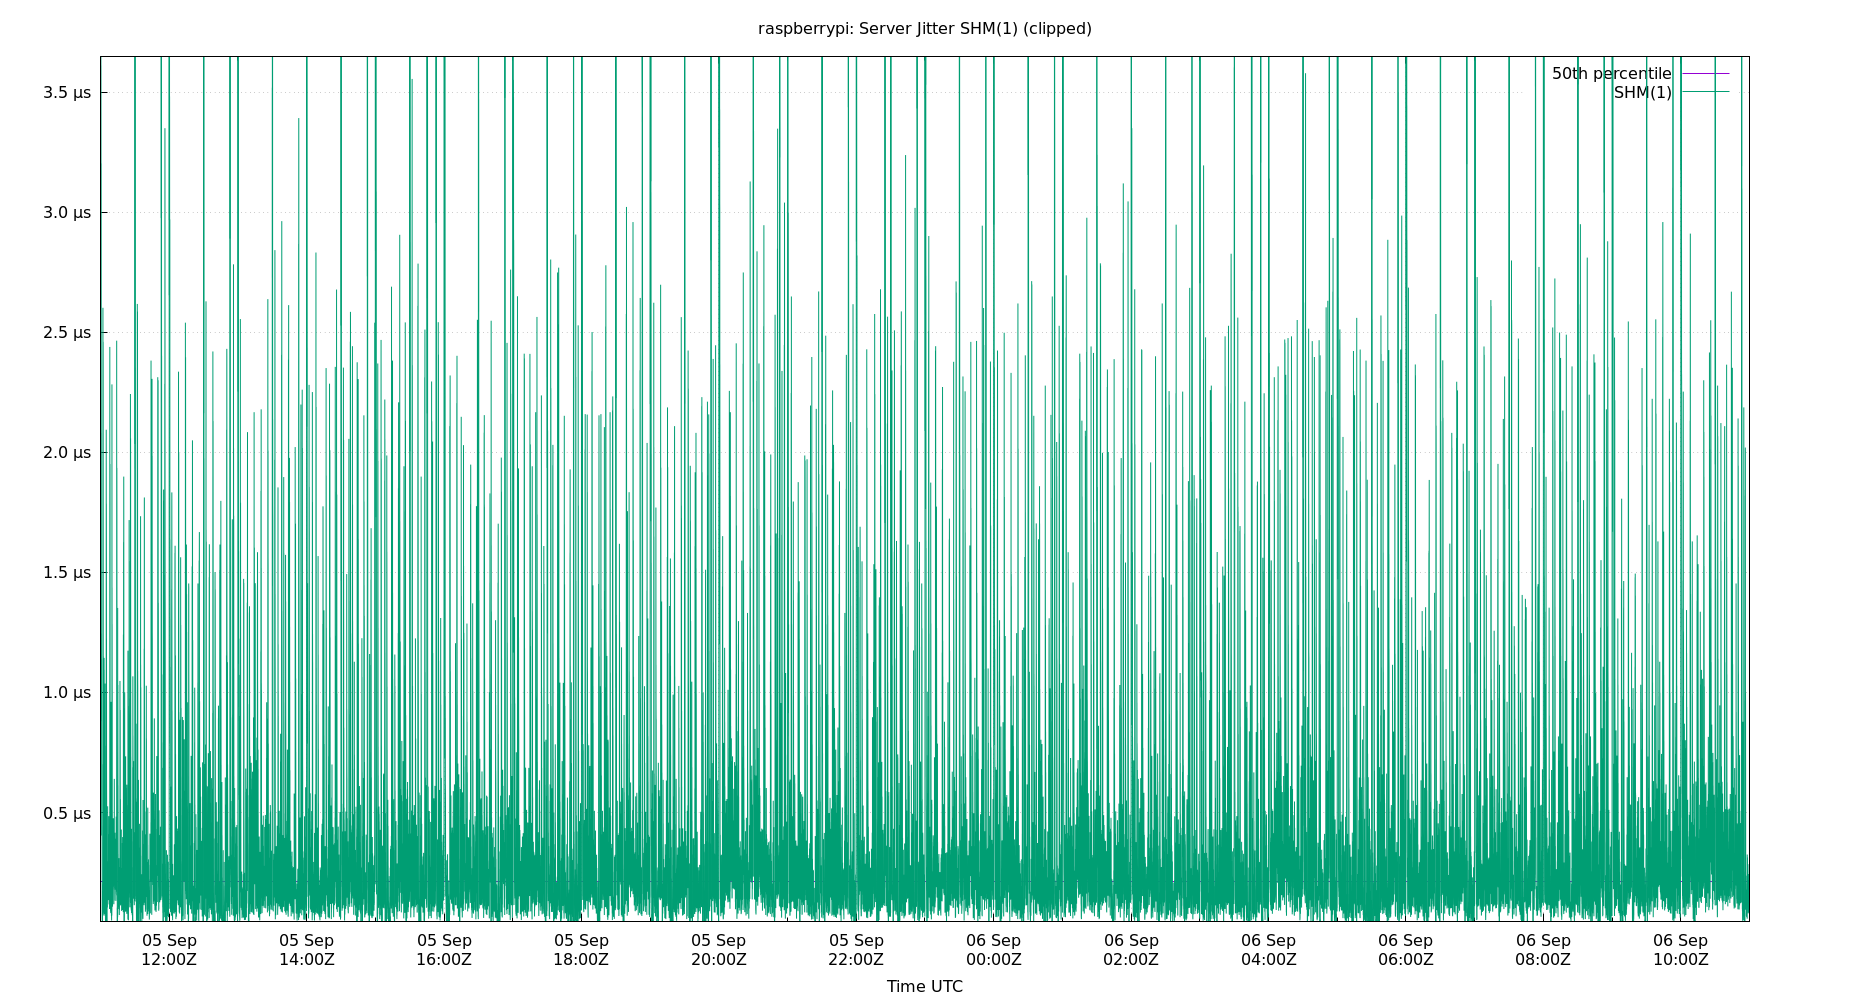 raspberrypi: Server Jitter SHM(1) (clipped)
50th percentile
SHM(1)
3.5 µs
3.0 µs
2.5 µs
2.0 µs
1.5 µs
1.0 µs
0.5 µs
05 Sep 05 Sep 05 Sep 05 Sep 05 Sep 05 Sep 06 Sep 06 Sep 06 Sep 06 Sep 06 Sep 06 Sep
12:00Z 14:00Z 16:00Z 18:00Z 20:00Z 22:00Z 00:00Z 02:00Z 04:00Z 06:00Z 08:00Z 10:00Z
Time UTC